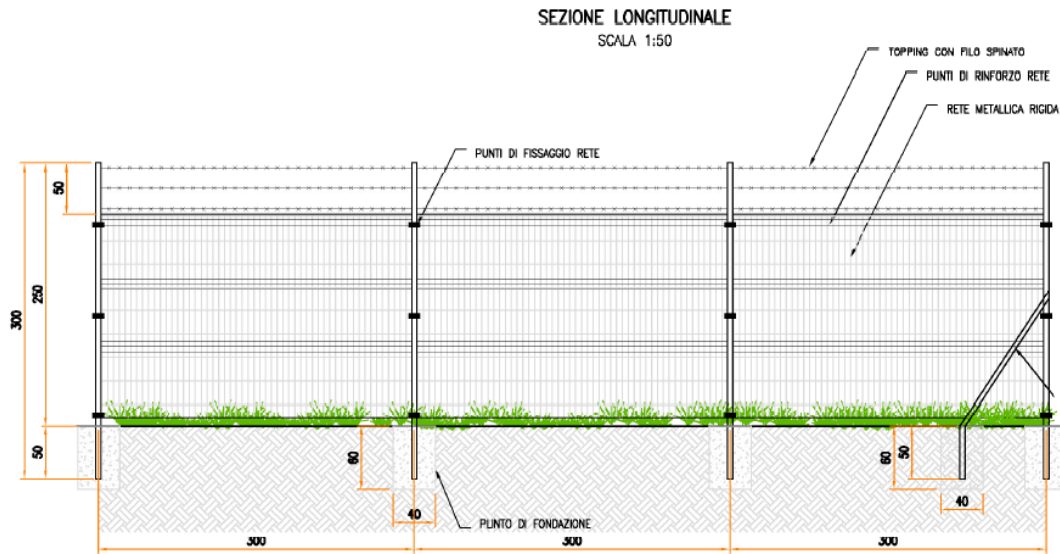 SEZIONE LONGITUDINALE
SCALA 1:50
TOPPING CON FILO SPINATO
PUNTI DI RINFORZO RETE
RETE METALLICA RIGIDA
PUNTI DI FISSAGGIO RETE
50
250
300
50
60
40
PLINTO DI FONDAZIONE
60
50
40
300
300
300